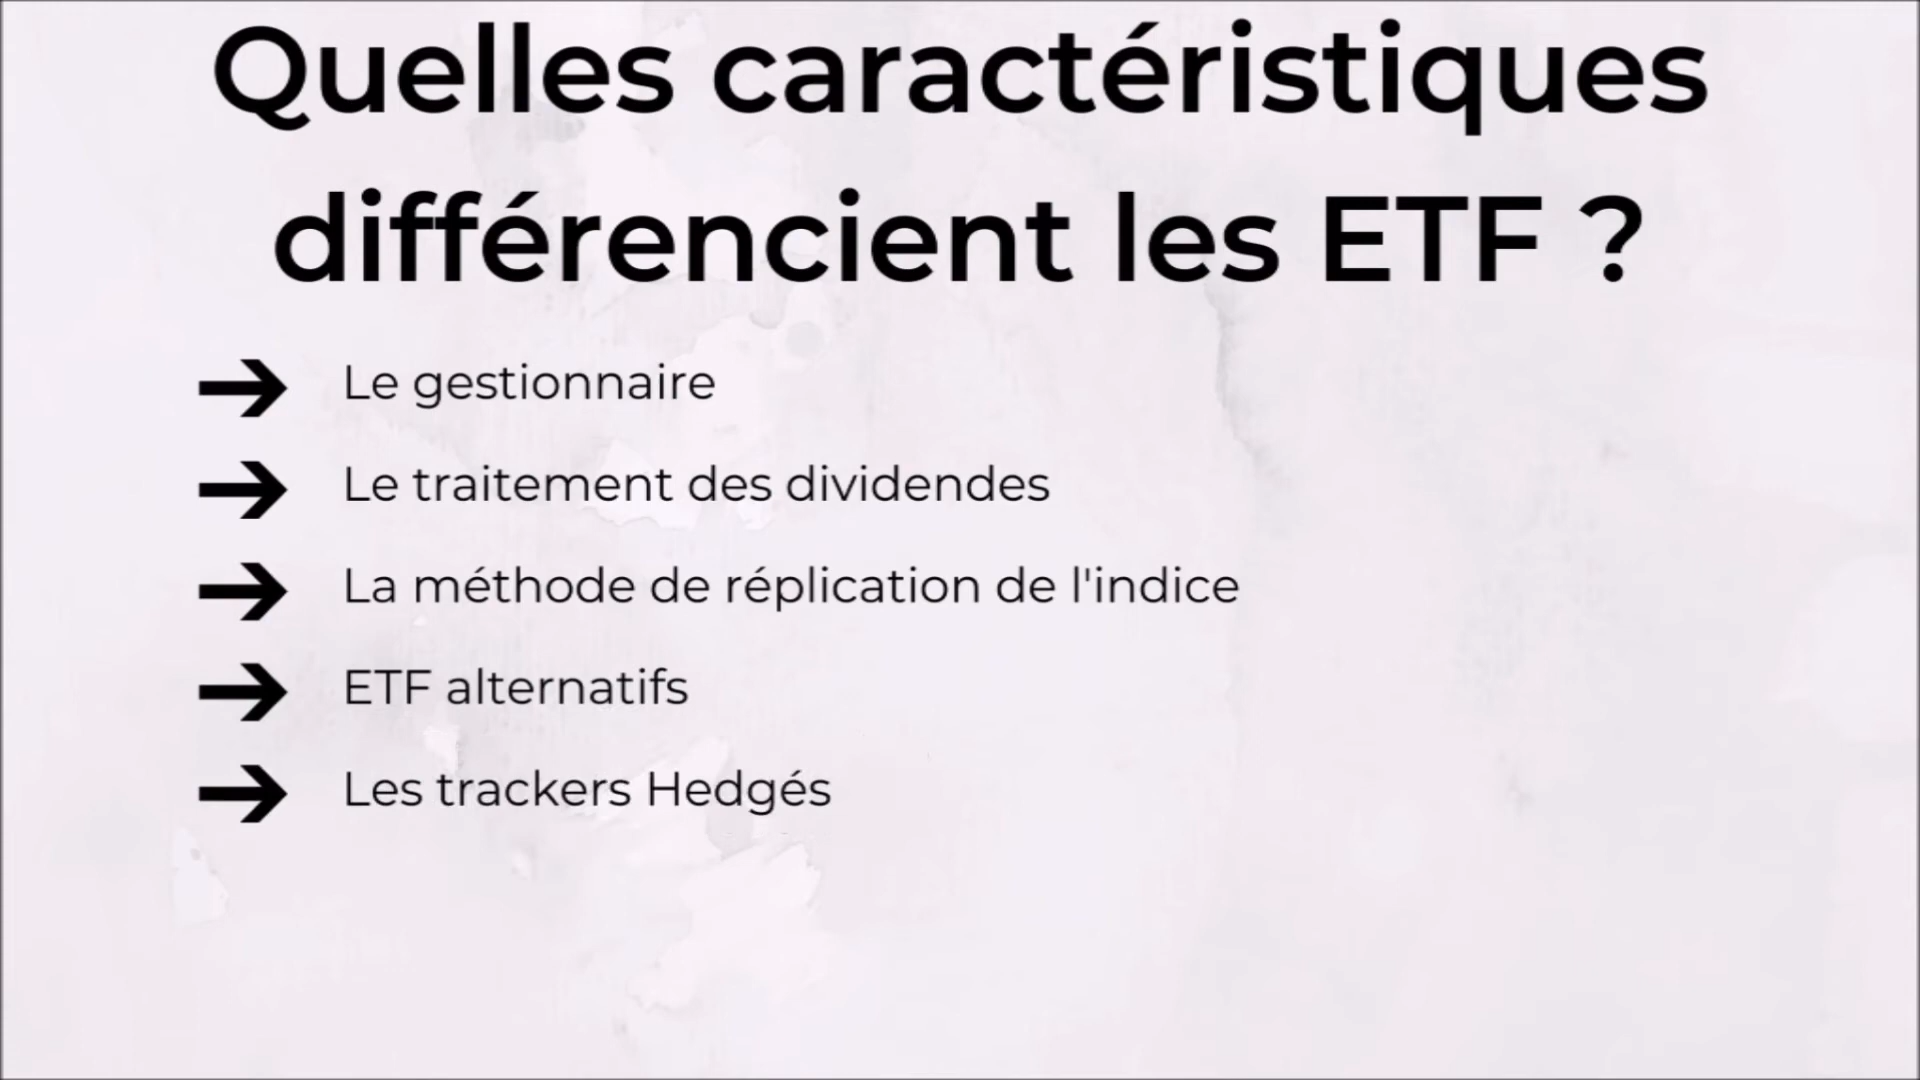 Quelles caractéristiques
différencient les ETF ?
Le gestionnaire
Le traitement des dividendes
La méthode de réplication de l'indice
ETF alternatifs
Les trackers Hedgés